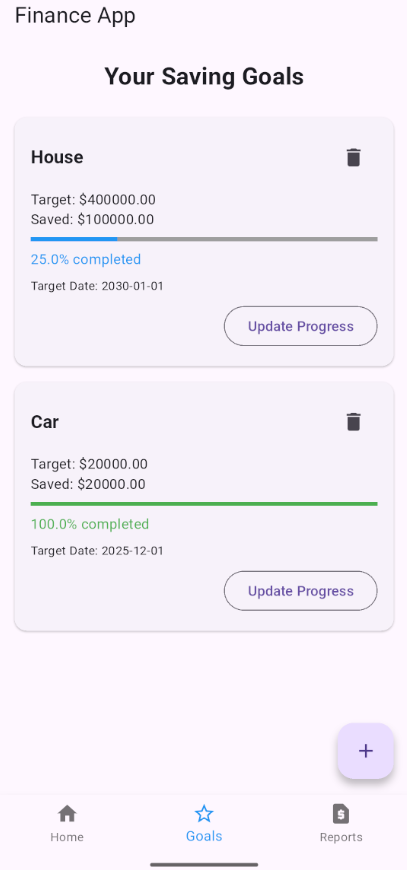 Finance App
Your Saving Goals
House
Target: $400000.00
Saved: $100000.00
25.0% completed
Target Date: 2030-01-01
Update Progress
Car
Target: $20000.00
Saved: $20000.00
100.0% completed
Target Date: 2025-12-01
Update Progress
+
Home Goals Reports